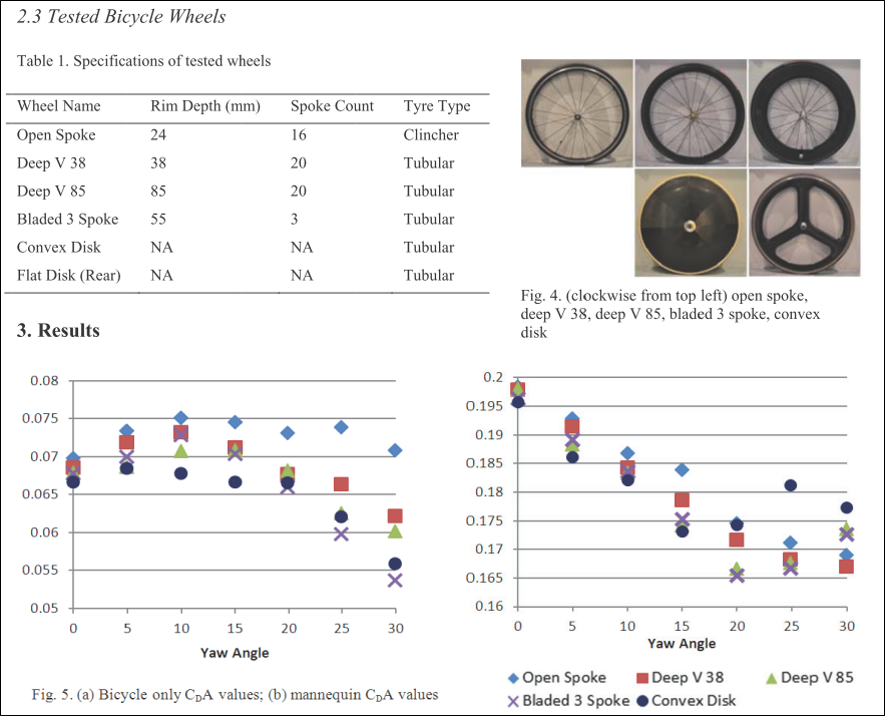 2.3 Tested Bicycle Wheels
Table 1. Specifications of tested wheels
Wheel Name Rim Depth (mm) Spoke Count Tyre Type
Open Spoke 24 16 Clincher
Deep V 38 38 20 Tubular
Deep V 85 85 20 Tubular
Bladed 3 Spoke 55 3 Tubular
Convex Disk NA NA Tubular
Flat Disk (Rear) NA NA Tubular
Fig. 4. (clockwise from top left) open spoke,
deep V 38, deep V 85, bladed 3 spoke, convex
disk
3. Results
0.08
0.075
0.07
0.065
0.06
0.055
0.05
0 5 10 15 20 25 30
Yaw Angle
0.2
0.195
0.19
0.185
0.18
0.175
0.17
0.165
0.16
0 5 10 15 20 25 30
Yaw Angle
Open Spoke Deep V 38 Deep V 85
Bladed 3 Spoke Convex Disk
Fig. 5. (a) Bicycle only CDA values; (b) mannequin CDA values